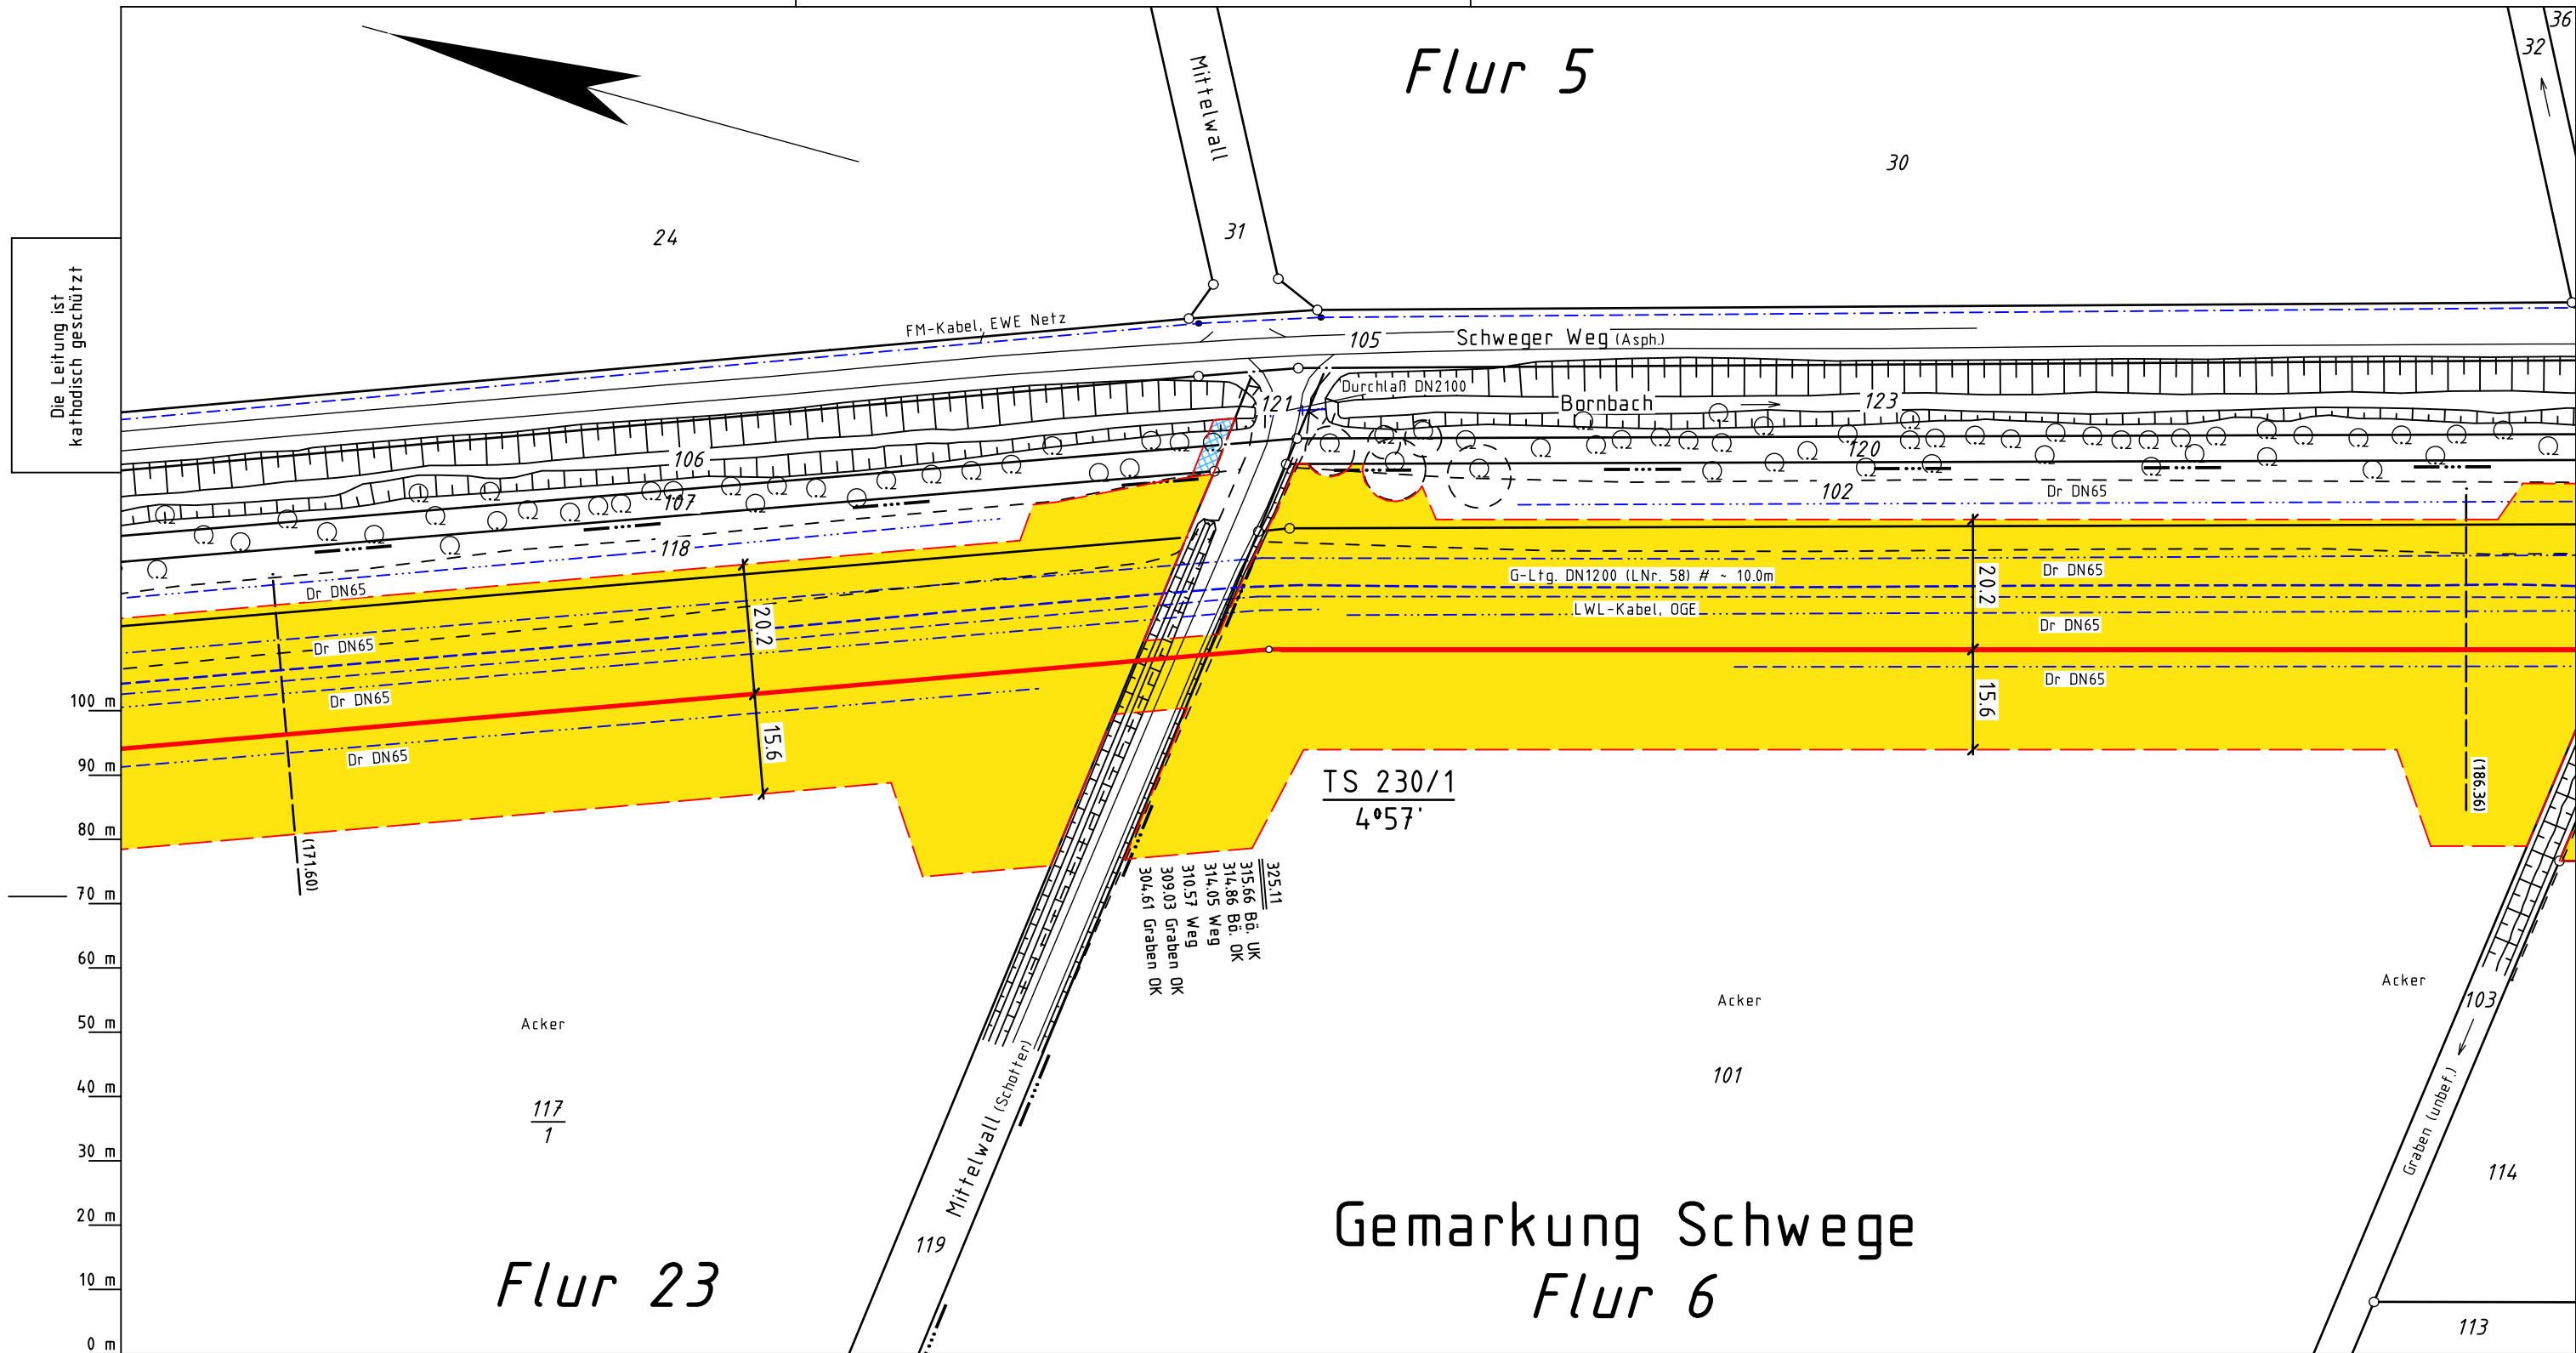 36
32
Flur 5
Mittelwall
30
31
24
Die Leitung ist
kathodisch geschützt
FM-Kabel, EWE Netz
105
Schweger Weg (Asph.)
Durchlaß DN2100
121
Bornbach
123
106
120
107
102
Dr DN65
118
Dr DN65
G-Ltg. DN1200 (LNr. 58) # ~ 10.0m
Dr DN65
20.2
20.2
LWL-Kabel, OGE
Dr DN65
Dr DN65
Dr DN65
Dr DN65
15.6
15.6
Dr DN65
100 m
90 m
80 m
70 m
60 m
50 m
40 m
30 m
20 m
10 m
0 m
TS 230/1
4°57'
(171.60)
(186.36)
325.11
315.66 Bö. UK
314.86 Bö. OK
314.05 Weg
310.57 Weg
309.03 Graben OK
304.61 Graben OK
Acker
Acker
Acker
103
101
117
1
Mittelwall (Schotter)
Graben (unbef.)
114
119
Gemarkung Schwege
Flur 23
Flur 6
113